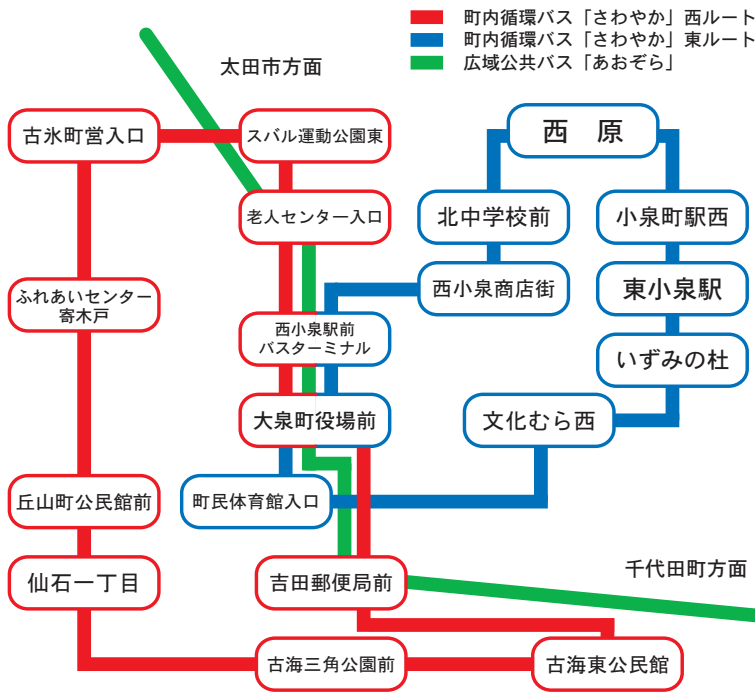 町内循環バス「さわやか」西ルート
町内循環バス「さわやか」東ルート
広域公共バス「あおぞら」
太田市方面
古氷町営入口
スバル運動公園東
西　原
老人センター入口
北中学校前
小泉町駅西
ふれあいセンター
寄木戸
西小泉商店街
東小泉駅
西小泉駅前
バスターミナル
いずみの杜
大泉町役場前
文化むら西
丘山町公民館前
町民体育館入口
仙石一丁目
吉田郵便局前
千代田町方面
古海三角公園前
古海東公民館